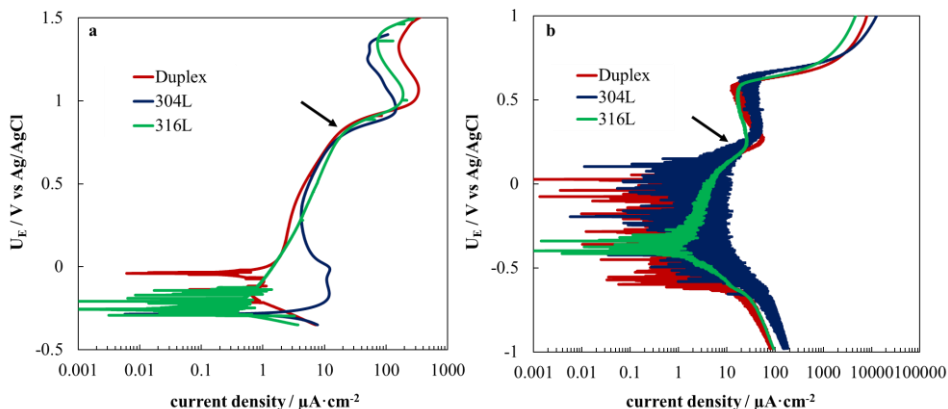 1.5
a
Duplex
304L
316L
1
0.5
0
-0.5
U_E / V vs Ag/AgCl
0.001 0.01 0.1 1 10 100 1000
current density / µA·cm⁻²
1
b
Duplex
304L
316L
0.5
0
-0.5
-1
U_E / V vs Ag/AgCl
0.001 0.01 0.1 1 10 100 1000 10000100000
current density / µA·cm⁻²